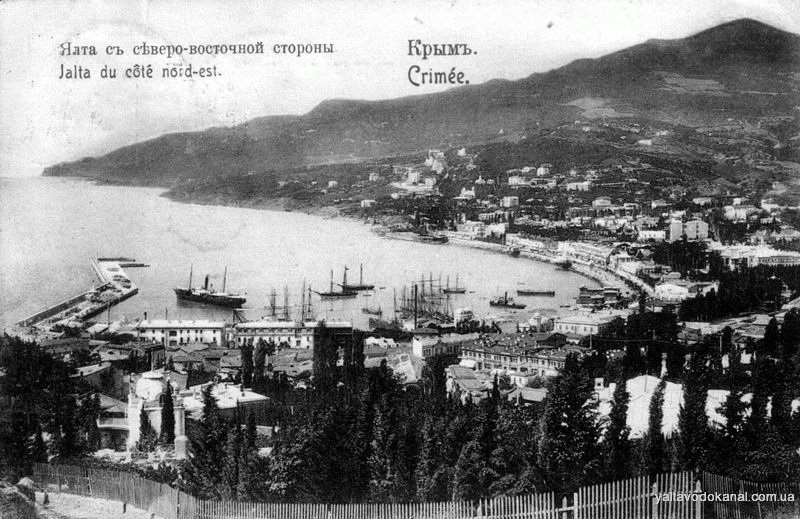 Ялта съ сѣверо-восточной стороны.
Jalta du côté nord-est.
Крымъ.
Crimée.
yaltavodokanal.com.ua